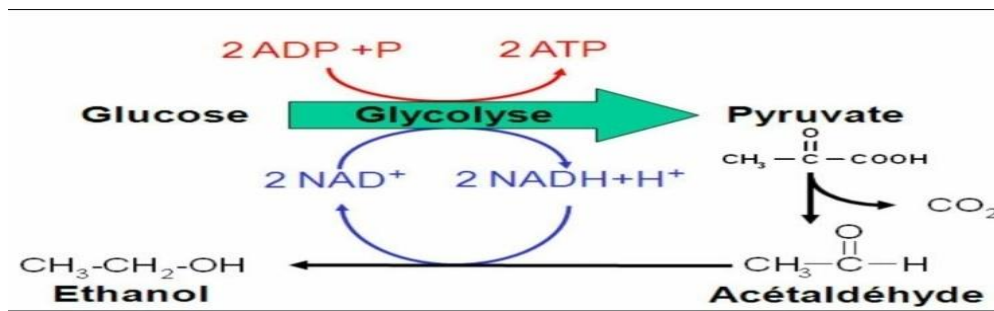 2 ADP +P 2 ATP
Glucose Glycolyse Pyruvate
O
CH₃ — C — COOH
2 NAD⁺ 2 NADH+H⁺
CO₂
O
CH₃-CH₂-OH CH₃—C—H
Ethanol Acétaldéhyde